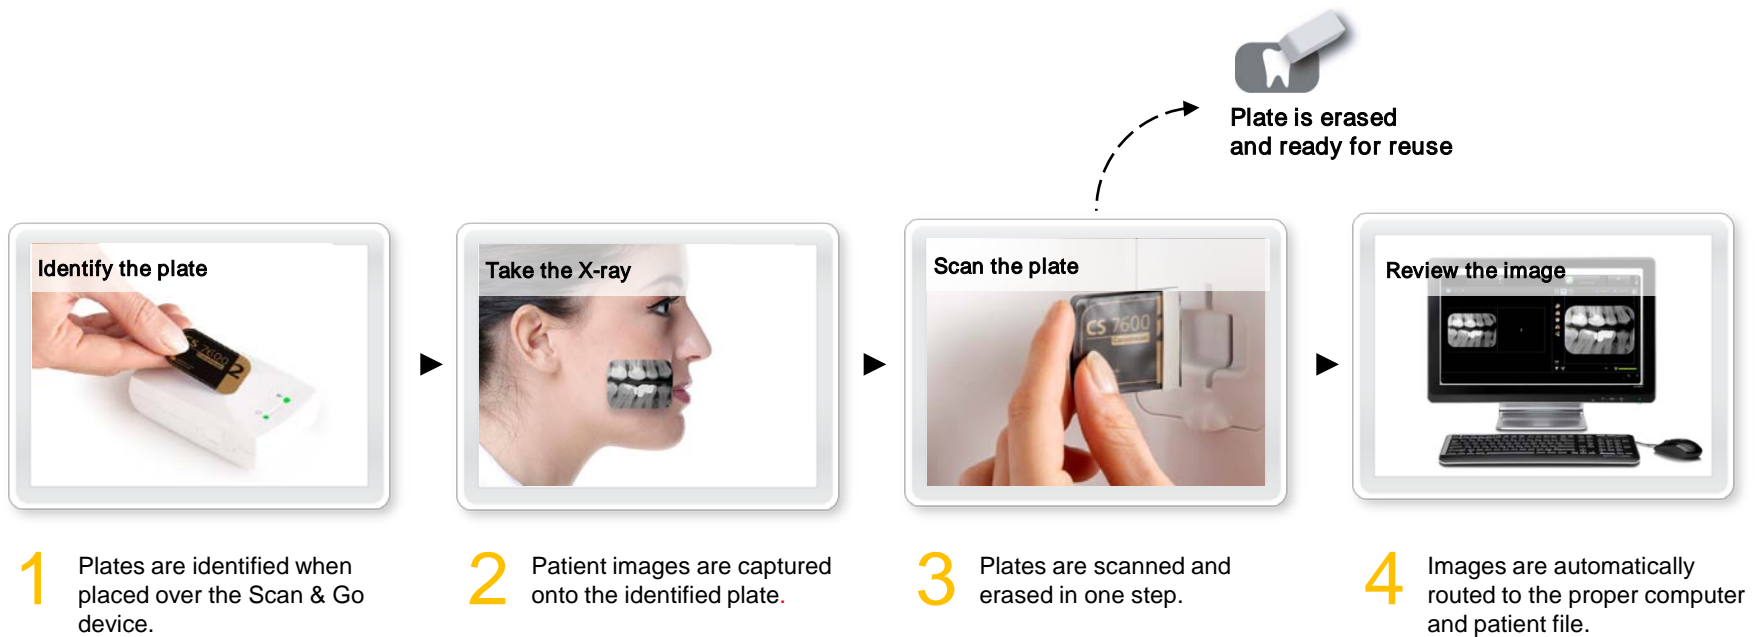 Plate is erased
and ready for reuse
Identify the plate
CS 7600
2
Take the X-ray
Scan the plate
CS 7600
Review the image
1
Plates are identified when
placed over the Scan & Go
device.
2
Patient images are captured
onto the identified plate.
3
Plates are scanned and
erased in one step.
4
Images are automatically
routed to the proper computer
and patient file.